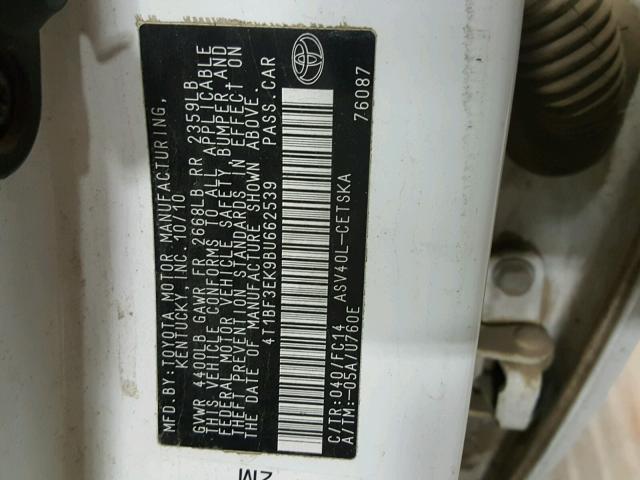 MFD.BY:TOYOTA MOTOR MANUFACTURING,
KENTUCKY, INC. 10/10
GVWR 4400LB GAWR FR 2668LB RR 2359LB
THIS VEHICLE CONFORMS TO ALL APPLICABLE
FEDERAL MOTOR VEHICLE SAFETY, BUMPER, AND
THEFT PREVENTION STANDARDS IN EFFECT ON
THE DATE OF MANUFACTURE SHOWN ABOVE.
4T1BF3EK9BU662539 PASS.CAR
C/TR:040/FC14 ASV40L-CETSKA
A/TM:-05A/U760E 76087
2M